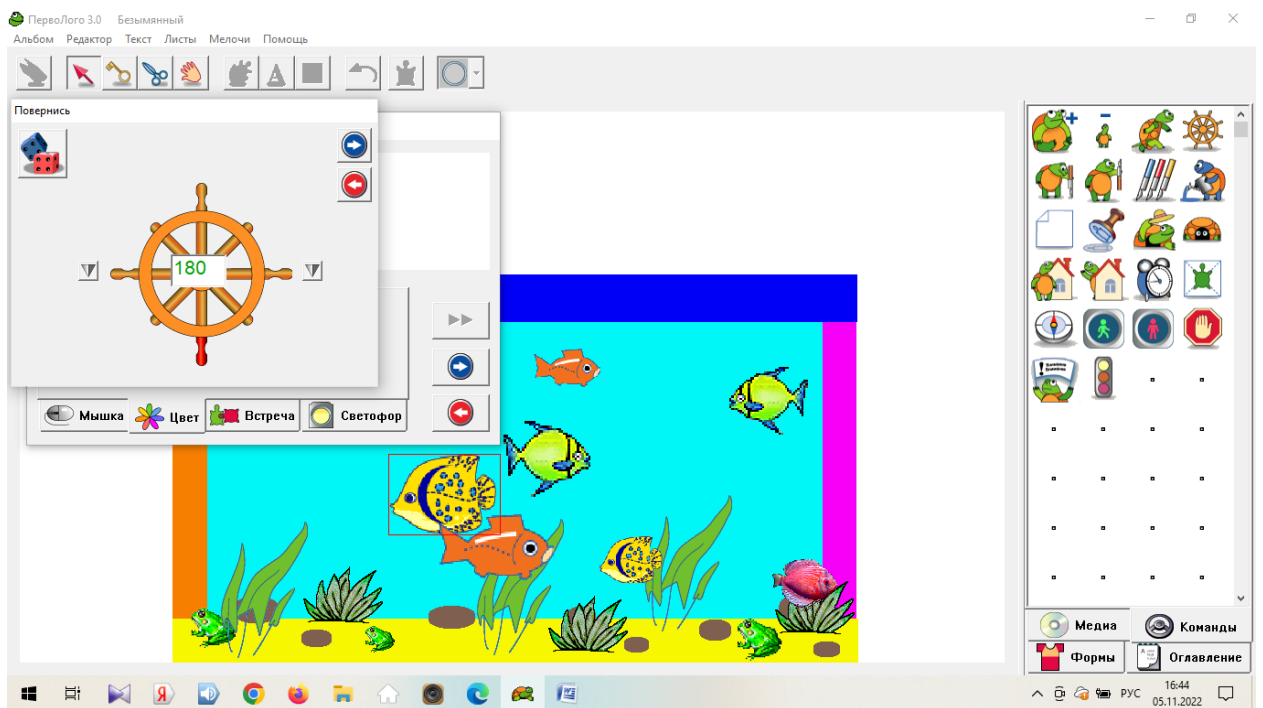 ПервоЛого 3.0 Безымянный
Альбом Редактор Текст Листы Мелочи Помощь
Повернись
180
Мышка Цвет Встреча Светофор
Медиа Команды
Формы Оглавление
РУС
16:44
05.11.2022